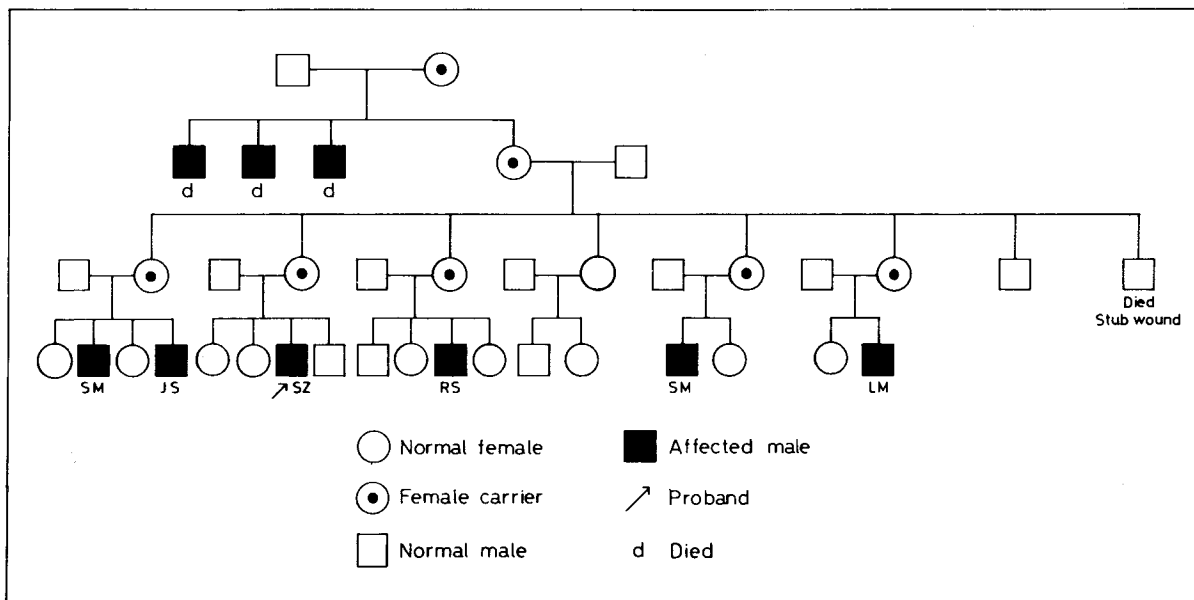 d d d
Died
Stub wound
SM JS SZ RS SM LM
Normal female Affected male
Female carrier Proband
Normal male d Died